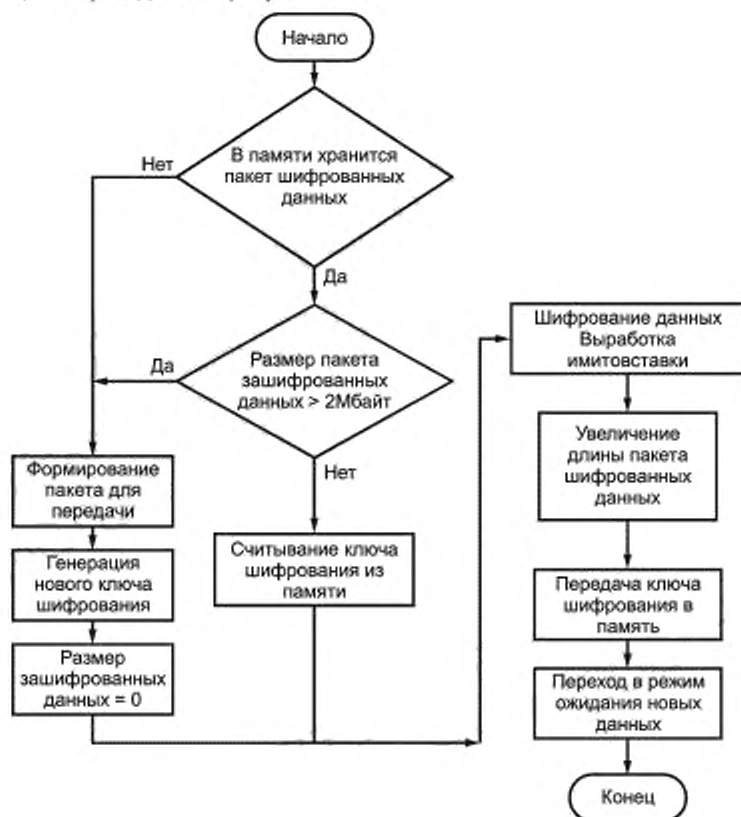 Начало
В памяти хранится
пакет шифрованных
данных
Нет
Да
Размер пакета
зашифрованных
данных > 2Мбайт
Да
Нет
Формирование
пакета для
передачи
Генерация
нового ключа
шифрования
Размер
зашифрованных
данных = 0
Считывание ключа
шифрования из
памяти
Шифрование данных
Выработка
имитовставки
Увеличение
длины пакета
шифрованных
данных
Передача ключа
шифрования в
память
Переход в режим
ожидания новых
данных
Конец